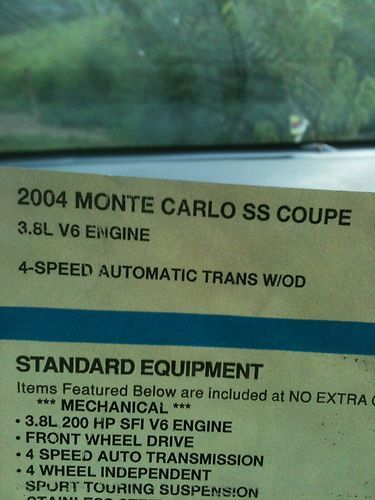 2004 MONTE CARLO SS COUPE
3.8L V6 ENGINE
4-SPEED AUTOMATIC TRANS W/OD
STANDARD EQUIPMENT
Items Featured Below are included at NO EXTRA
*** MECHANICAL ***
• 3.8L 200 HP SFI V6 ENGINE
• FRONT WHEEL DRIVE
• 4 SPEED AUTO TRANSMISSION
• 4 WHEEL INDEPENDENT
SPORT TOURING SUSPENSION